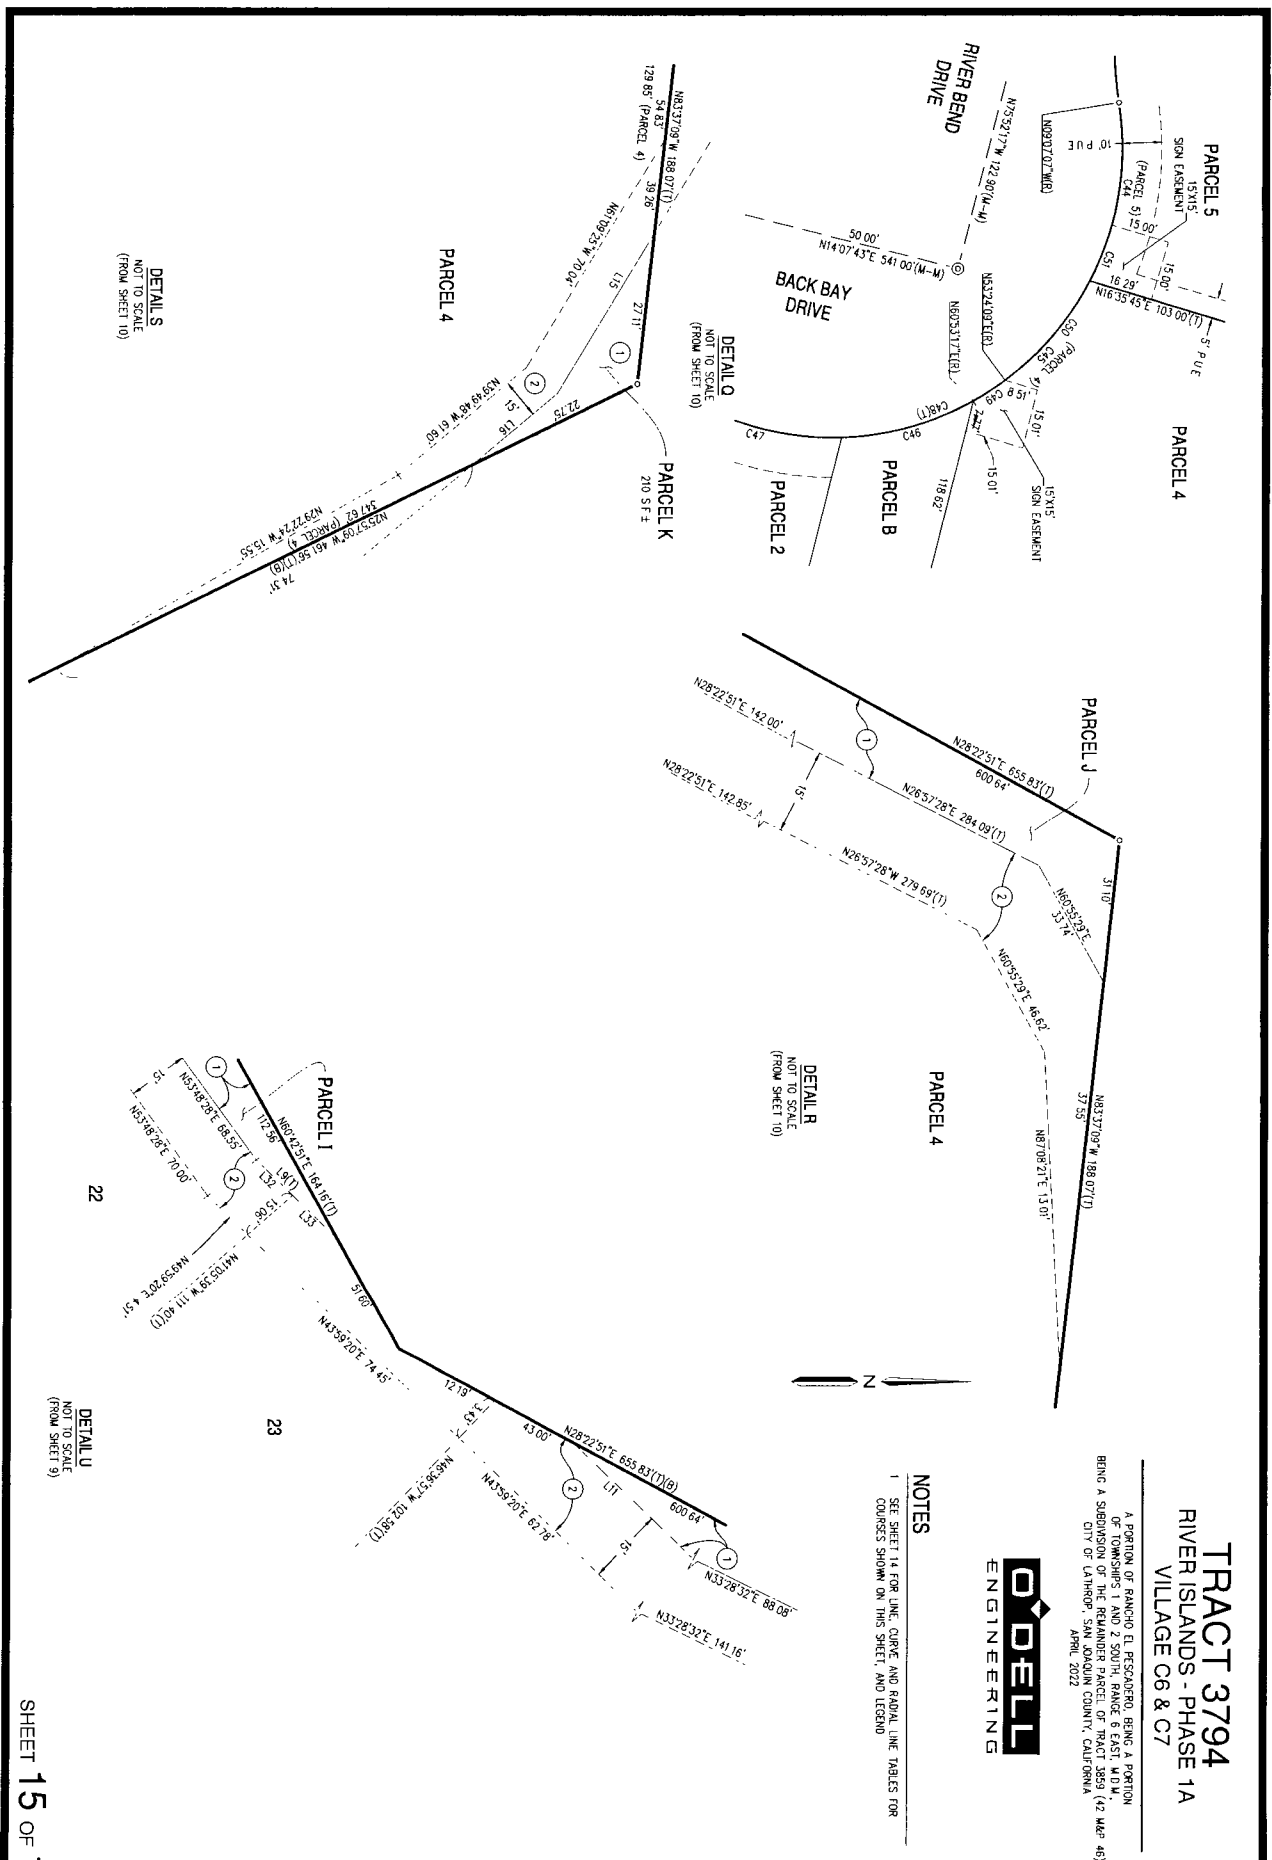 TRACT 3794
RIVER ISLANDS - PHASE 1A
VILLAGE C6 & C7
A PORTION OF RANCHO EL PESCADERO, BEING A PORTION
OF TOWNSHIPS 1 AND 2 SOUTH, RANGE 6 EAST, M.D.M.,
BEING A SUBDIVISION OF THE REMAINDER PARCEL OF TRACT 3859 (42 M&P 46)
CITY OF LATHROP, SAN JOAQUIN COUNTY, CALIFORNIA
APRIL 2022
O'DELL
ENGINEERING
NOTES
1 SEE SHEET 14 FOR LINE, CURVE AND RADIAL LINE TABLES FOR
COURSES SHOWN ON THIS SHEET, AND LEGEND
PARCEL 5
15'X15'
SIGN EASEMENT
10' PUE
N09°07'07"W(R)
C44
(PARCEL 5)
15 00'
15 00'
C51
16 29'
N16°35'45"E 103 00'(T)
5' PUE
C50
C45
(PARCEL 4)
PARCEL 4
RIVER BEND
DRIVE
N75°52'17"W 122 90'(M-M)
50 00'
N14°07'43"E 541 00'(M-M)
BACK BAY
DRIVE
N53°24'09"E(R)
N60°53'17"E(R)
C49
8 51'
15.01'
15 01'
15'X15'
SIGN EASEMENT
C48(T)
C46
C47
118 62'
PARCEL B
PARCEL 2
DETAIL Q
NOT TO SCALE
(FROM SHEET 10)
N83°37'09"W 188 07'(T)
54 83'
129 85' (PARCEL 4)
39 26'
27 11'
N61°09'25"W 70 04'
L15
1
2
15'
L16
22.75'
N39°49'48"W 61 60'
PARCEL K
210 S F ±
PARCEL 4
N25°57'09"W 461 56'(T)(B)
347 62' (PARCEL 4)
N29°22'24"W 15.55'
74 31'
DETAIL S
NOT TO SCALE
(FROM SHEET 10)
PARCEL J
N28°22'51"E 655 83'(T)
600 64'
N28°22'51"E 142 00'
1
N26°57'28"E 284 09'(T)
N28°22'51"E 142.85'
15'
N26°57'28"W 279 69'(T)
2
31 10'
N60°55'29"E
33 74'
N60°55'29"E 46.62'
N83°37'09"W 188 07'(T)
37 55'
N87°08'21"E 13 01'
PARCEL 4
DETAIL R
NOT TO SCALE
(FROM SHEET 10)
N
PARCEL I
1
N60°42'51"E 164 16'(T)
112 56'
15'
N53°48'28"E 68.55'
N53°48'28"E 70 00'
L9(T)
L32
L33
2
15 06'
N41°05'39"W 111 40'(T)
N49°59'20"E 4 51'
51 60'
N43°59'20"E 74.45'
12 19'
3.43'
43 00'
N28°22'51"E 655 83'(T)(B)
600 64'
N46°36'57"W 102 58'(T)
N43°59'20"E 62 78'
2
L11
15'
1
N33°28'32"E 88 08'
N33°28'32"E 141 16'
22
23
DETAIL U
NOT TO SCALE
(FROM SHEET 9)
SHEET 15 OF